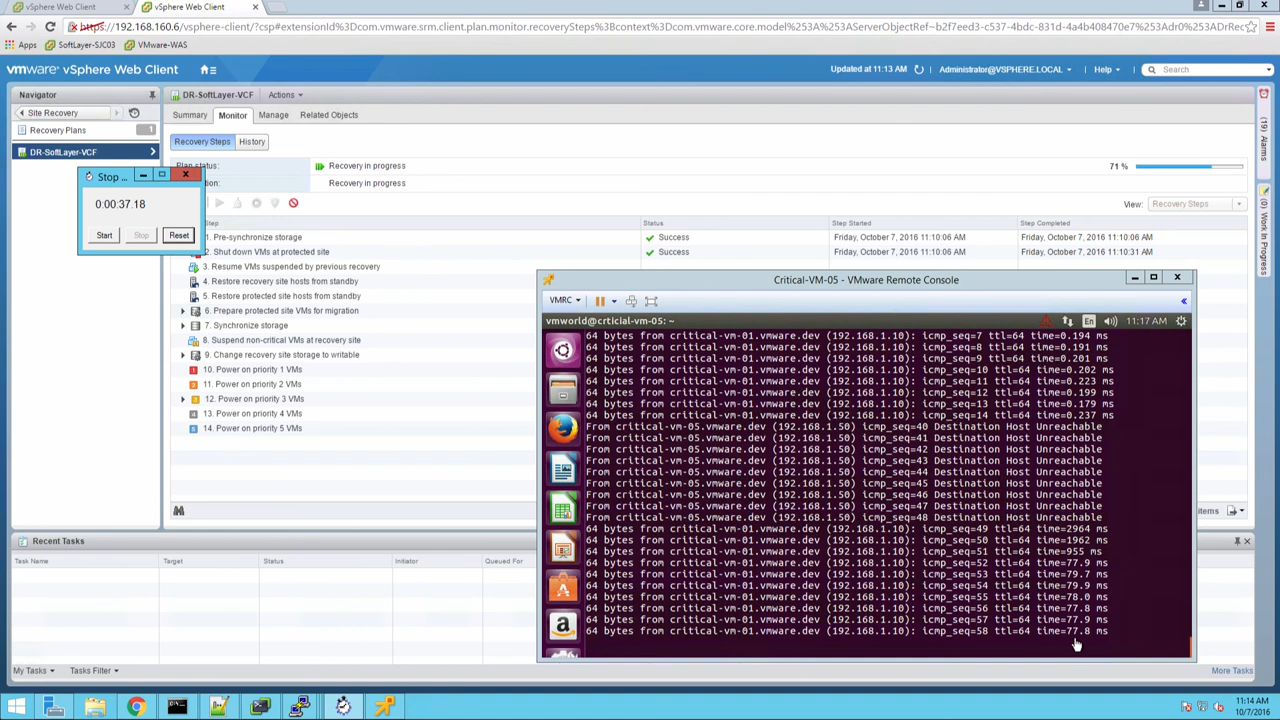 vSphere Web Client
vSphere Web Client
https://192.168.160.6/vsphere-client/?csp#extensionId%3Dcom.vmware.srm.client.plan.monitor.recoverySteps%3Bcontext%3Dcom.vmware.core.model%253A%253AServerObjectRef~b2f7eed3-c537-4bdc-831d-4a4b40871e7%253Adr0%253ADrRec
Apps SoftLayer-SJC03 VMware-WAS
vmware® vSphere Web Client
Updated at 11:13 AM
Administrator@VSPHERE.LOCAL
Help
Search
Navigator
DR-SoftLayer-VCF Actions
Site Recovery
Summary Monitor Manage Related Objects
Recovery Plans 1
Recovery Steps History
DR-SoftLayer-VCF
Plan status: Recovery in progress 71 %
Recovery in progress
Stop ...
0:00:37.18
Start Stop Reset
View: Recovery Steps
Step Status Step Started Step Completed
1. Pre-synchronize storage Success Friday, October 7, 2016 11:10:06 AM Friday, October 7, 2016 11:10:06 AM
2. Shut down VMs at protected site Success Friday, October 7, 2016 11:10:06 AM Friday, October 7, 2016 11:10:31 AM
3. Resume VMs suspended by previous recovery
4. Restore recovery site hosts from standby
5. Restore protected site hosts from standby
6. Prepare protected site VMs for migration
7. Synchronize storage
8. Suspend non-critical VMs at recovery site
9. Change recovery site storage to writable
10. Power on priority 1 VMs
11. Power on priority 2 VMs
12. Power on priority 3 VMs
13. Power on priority 4 VMs
14. Power on priority 5 VMs
items
(19) Alarms
(0) Work In Progress
Critical-VM-05 - VMware Remote Console
VMRC
vmworld@crticial-vm-05: ~ En 11:17 AM
64 bytes from critical-vm-01.vmware.dev (192.168.1.10): icmp_seq=7 ttl=64 time=0.194 ms
64 bytes from critical-vm-01.vmware.dev (192.168.1.10): icmp_seq=8 ttl=64 time=0.191 ms
64 bytes from critical-vm-01.vmware.dev (192.168.1.10): icmp_seq=9 ttl=64 time=0.201 ms
64 bytes from critical-vm-01.vmware.dev (192.168.1.10): icmp_seq=10 ttl=64 time=0.202 ms
64 bytes from critical-vm-01.vmware.dev (192.168.1.10): icmp_seq=11 ttl=64 time=0.223 ms
64 bytes from critical-vm-01.vmware.dev (192.168.1.10): icmp_seq=12 ttl=64 time=0.199 ms
64 bytes from critical-vm-01.vmware.dev (192.168.1.10): icmp_seq=13 ttl=64 time=0.179 ms
64 bytes from critical-vm-01.vmware.dev (192.168.1.10): icmp_seq=14 ttl=64 time=0.237 ms
From critical-vm-05.vmware.dev (192.168.1.50) icmp_seq=40 Destination Host Unreachable
From critical-vm-05.vmware.dev (192.168.1.50) icmp_seq=41 Destination Host Unreachable
From critical-vm-05.vmware.dev (192.168.1.50) icmp_seq=42 Destination Host Unreachable
From critical-vm-05.vmware.dev (192.168.1.50) icmp_seq=43 Destination Host Unreachable
From critical-vm-05.vmware.dev (192.168.1.50) icmp_seq=44 Destination Host Unreachable
From critical-vm-05.vmware.dev (192.168.1.50) icmp_seq=45 Destination Host Unreachable
From critical-vm-05.vmware.dev (192.168.1.50) icmp_seq=46 Destination Host Unreachable
From critical-vm-05.vmware.dev (192.168.1.50) icmp_seq=47 Destination Host Unreachable
From critical-vm-05.vmware.dev (192.168.1.50) icmp_seq=48 Destination Host Unreachable
64 bytes from critical-vm-01.vmware.dev (192.168.1.10): icmp_seq=49 ttl=64 time=2964 ms
64 bytes from critical-vm-01.vmware.dev (192.168.1.10): icmp_seq=50 ttl=64 time=1962 ms
64 bytes from critical-vm-01.vmware.dev (192.168.1.10): icmp_seq=51 ttl=64 time=955 ms
64 bytes from critical-vm-01.vmware.dev (192.168.1.10): icmp_seq=52 ttl=64 time=77.9 ms
64 bytes from critical-vm-01.vmware.dev (192.168.1.10): icmp_seq=53 ttl=64 time=79.7 ms
64 bytes from critical-vm-01.vmware.dev (192.168.1.10): icmp_seq=54 ttl=64 time=79.9 ms
64 bytes from critical-vm-01.vmware.dev (192.168.1.10): icmp_seq=55 ttl=64 time=78.0 ms
64 bytes from critical-vm-01.vmware.dev (192.168.1.10): icmp_seq=56 ttl=64 time=77.8 ms
64 bytes from critical-vm-01.vmware.dev (192.168.1.10): icmp_seq=57 ttl=64 time=77.9 ms
64 bytes from critical-vm-01.vmware.dev (192.168.1.10): icmp_seq=58 ttl=64 time=77.8 ms
Recent Tasks
Task Name Target Status Initiator Queued For
My Tasks Tasks Filter More Tasks
11:14 AM
10/7/2016